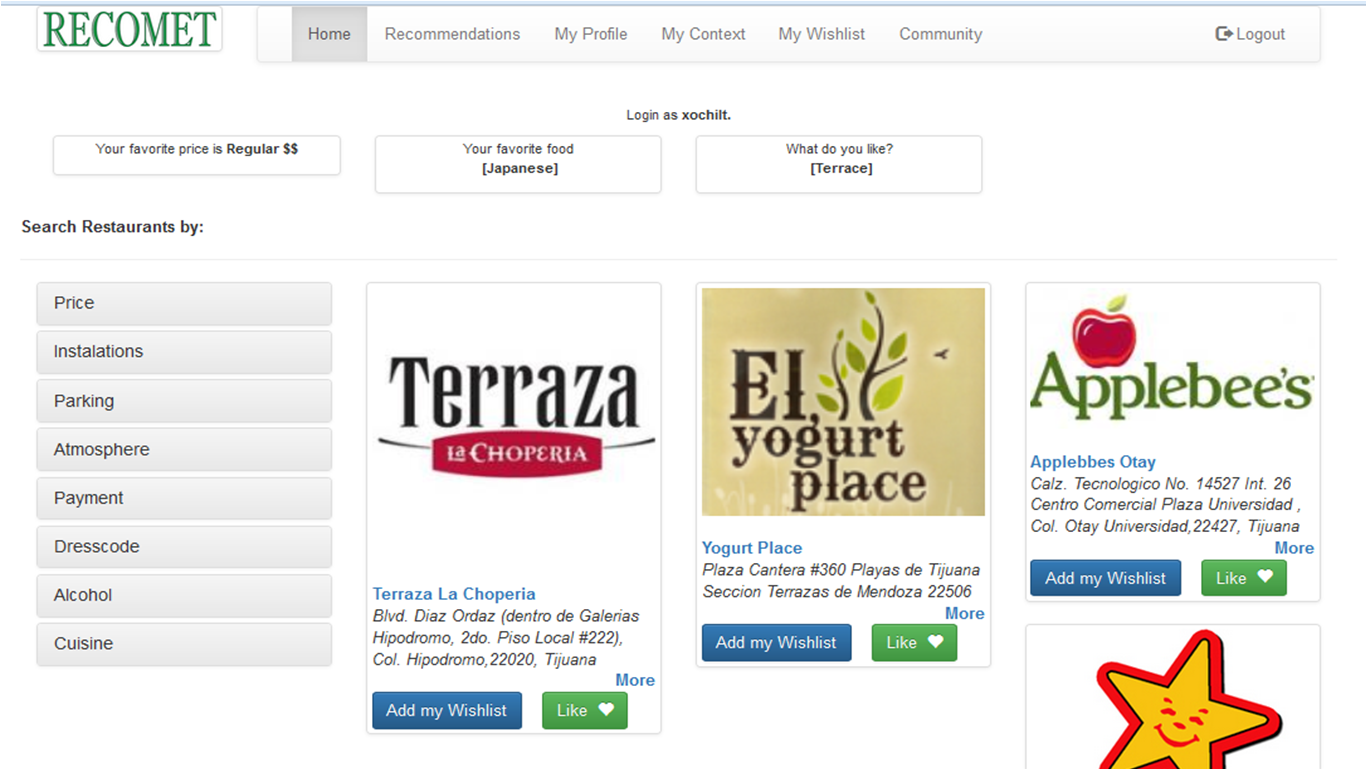 RECOMET
Home
Recommendations
My Profile
My Context
My Wishlist
Community
Logout
Login as xochilt.
Your favorite price is Regular $$
Your favorite food
[Japanese]
What do you like?
[Terrace]
Search Restaurants by:
Price
Instalations
Parking
Atmosphere
Payment
Dresscode
Alcohol
Cuisine
Terraza
La CHOPERIA
Terraza La Choperia
Blvd. Diaz Ordaz (dentro de Galerias
Hipodromo, 2do. Piso Local #222),
Col. Hipodromo,22020, Tijuana
More
Add my Wishlist
Like
El
yogurt
place
Yogurt Place
Plaza Cantera #360 Playas de Tijuana
Seccion Terrazas de Mendoza 22506
More
Add my Wishlist
Like
Applebee's
Applebbes Otay
Calz. Tecnologico No. 14527 Int. 26
Centro Comercial Plaza Universidad ,
Col. Otay Universidad,22427, Tijuana
More
Add my Wishlist
Like